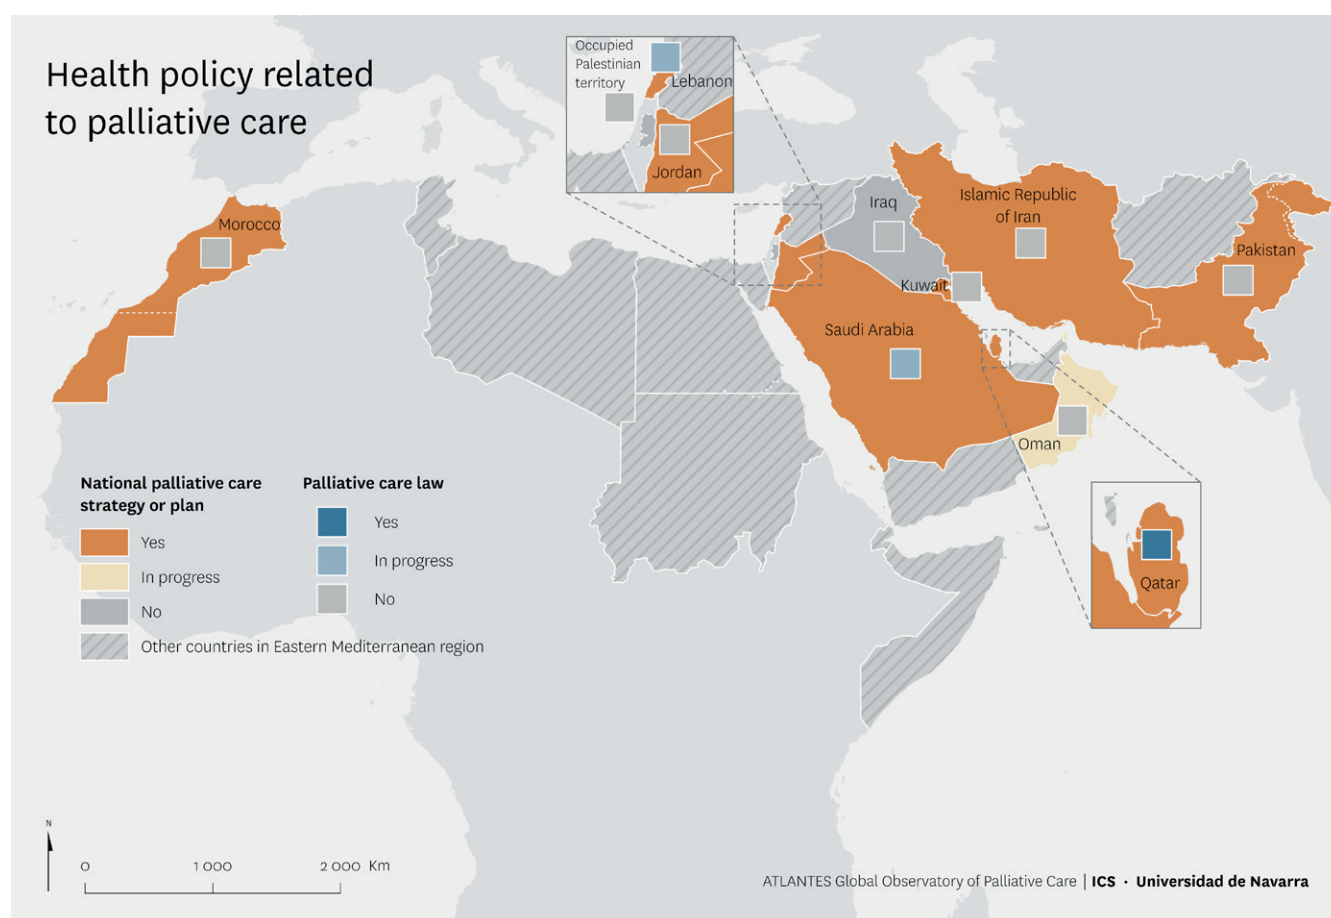 Health policy related
to palliative care
Occupied
Palestinian
territory
Lebanon
Jordan
Morocco
Iraq
Islamic Republic
of Iran
Pakistan
Kuwait
Saudi Arabia
Oman
Qatar
National palliative care
strategy or plan
Yes
In progress
No
Other countries in Eastern Mediterranean region
Palliative care law
Yes
In progress
No
N
0 1 000 2 000 Km
ATLANTES Global Observatory of Palliative Care | ICS · Universidad de Navarra